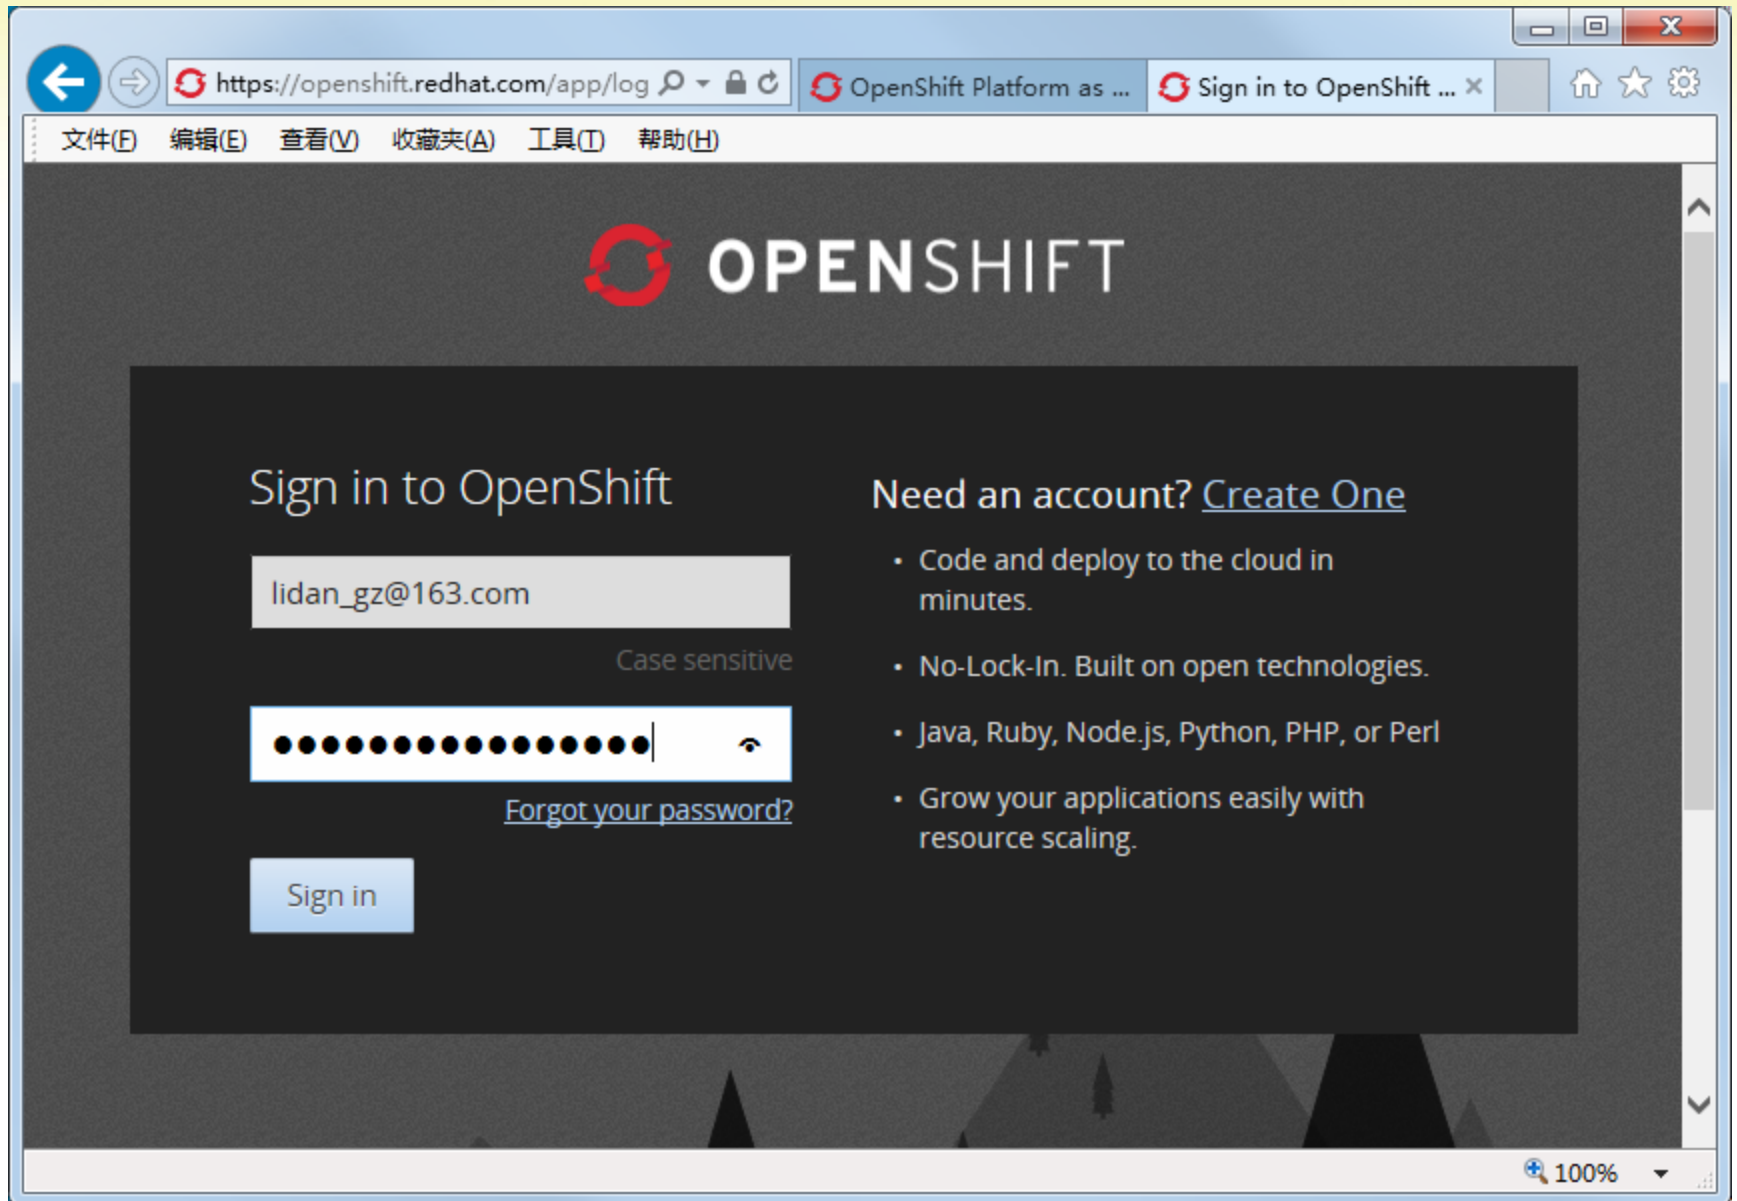 https://openshift.redhat.com/app/log
OpenShift Platform as ...
Sign in to OpenShift ...
文件(F) 编辑(E) 查看(V) 收藏夹(A) 工具(T) 帮助(H)
OPENSHIFT
Sign in to OpenShift
lidan_gz@163.com
Case sensitive
Forgot your password?
Sign in
Need an account? Create One
• Code and deploy to the cloud in
minutes.
• No-Lock-In. Built on open technologies.
• Java, Ruby, Node.js, Python, PHP, or Perl
• Grow your applications easily with
resource scaling.
100%